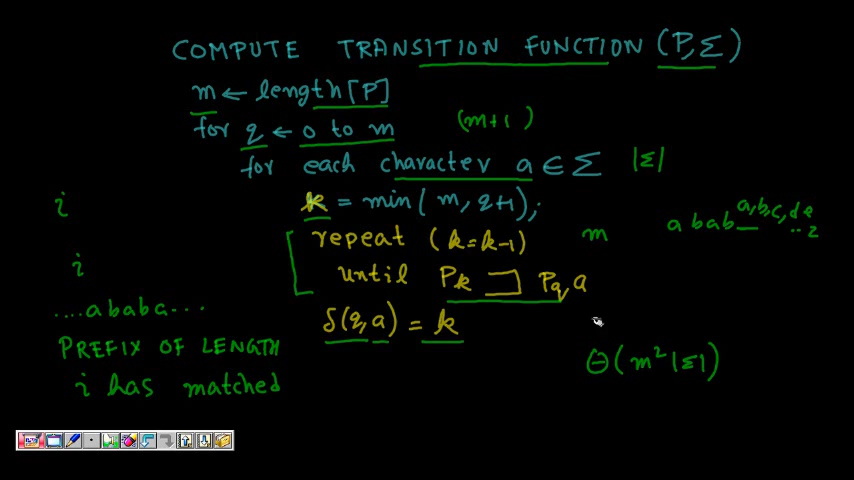 COMPUTE TRANSITION FUNCTION (P,Σ)
m ← length[P]
for q ← 0 to m (m+1)
for each character a ∈ Σ |Σ|
i k = min(m, q+1);
repeat (k=k-1) m abab a,b,c,d e ..z
i until Pk ⊐ Pq a
....ababa...
δ(q,a) = k
PREFIX OF LENGTH
i has matched Θ(m²|Σ|)